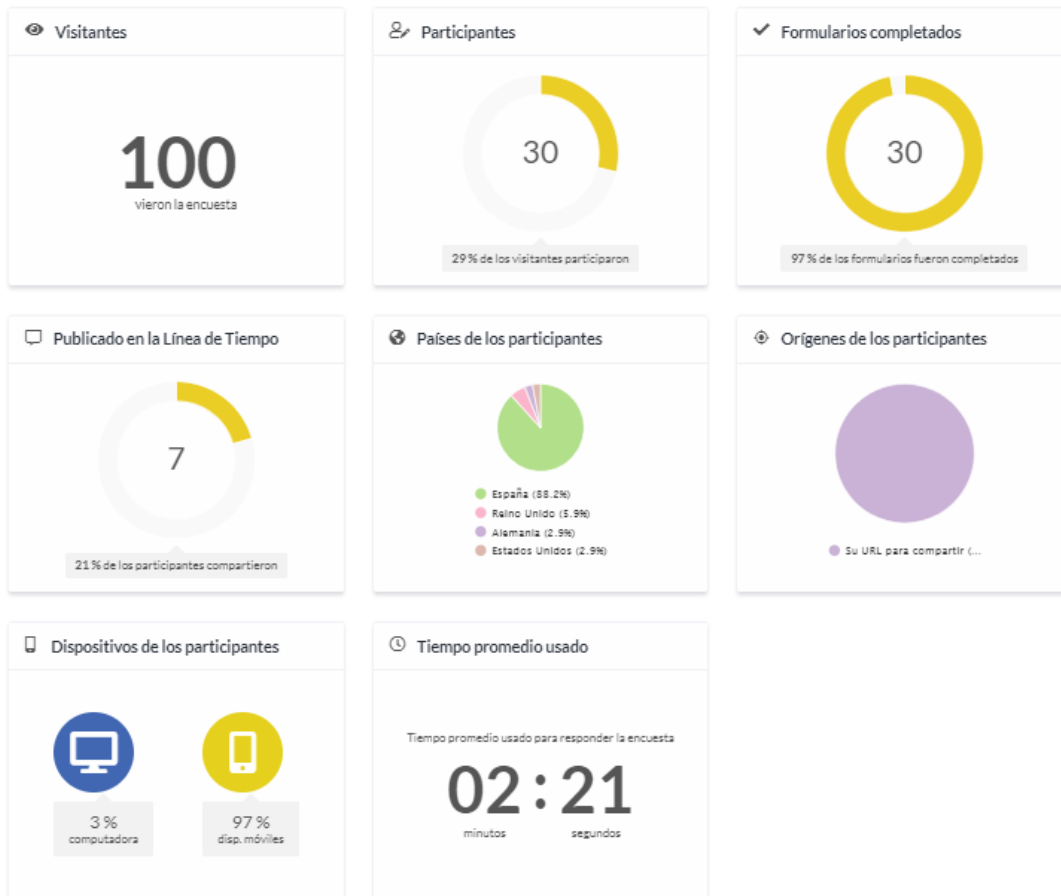 Visitantes
100
vieron la encuesta
Participantes
30
29 % de los visitantes participaron
Formularios completados
30
97 % de los formularios fueron completados
Publicado en la Línea de Tiempo
7
21 % de los participantes compartieron
Países de los participantes
España (88.2%)
Reino Unido (5.9%)
Alemania (2.9%)
Estados Unidos (2.9%)
Orígenes de los participantes
Su URL para compartir (...
Dispositivos de los participantes
3 %
computadora
97 %
disp. móviles
Tiempo promedio usado
Tiempo promedio usado para responder la encuesta
02 : 21
minutos segundos